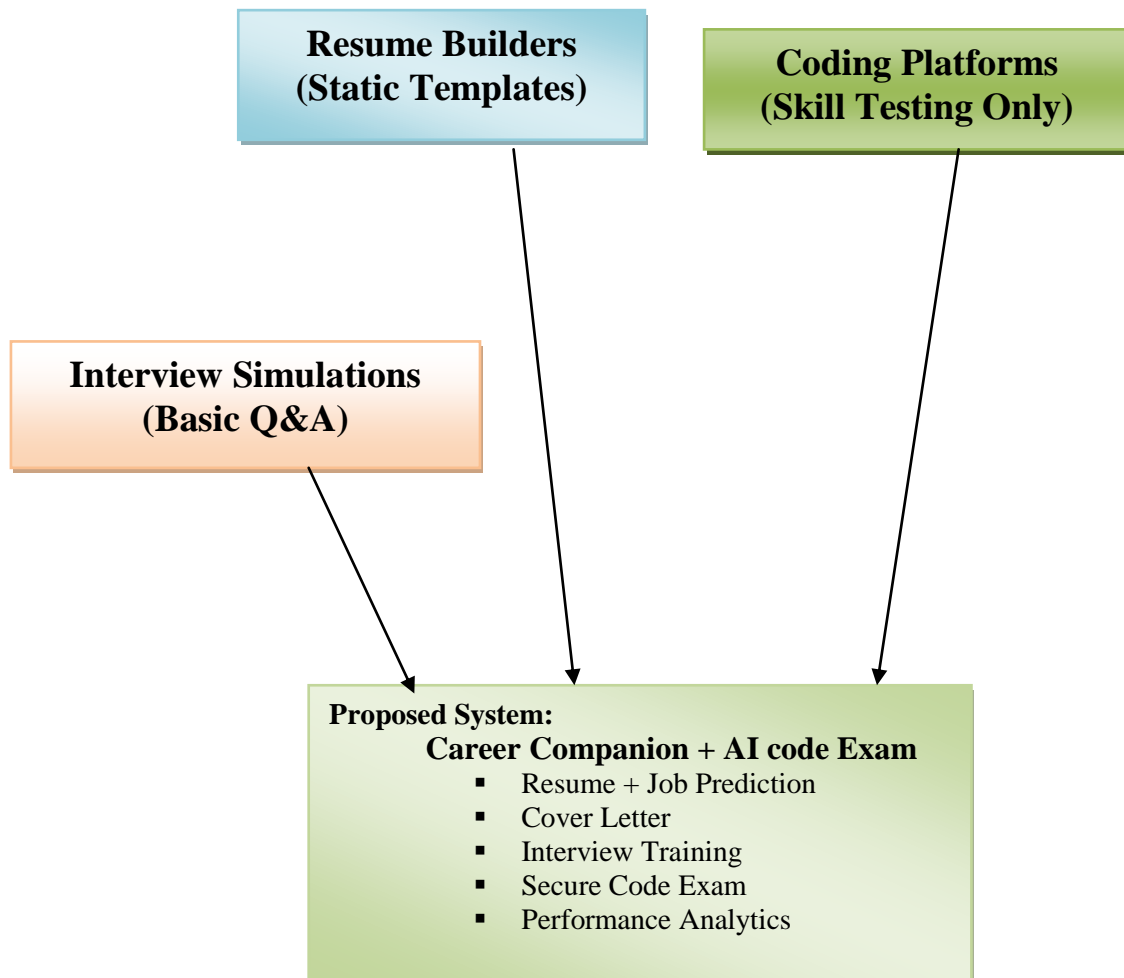 Resume Builders
(Static Templates)
Coding Platforms
(Skill Testing Only)
Interview Simulations
(Basic Q&A)
Proposed System:
Career Companion + AI code Exam
▪ Resume + Job Prediction
▪ Cover Letter
▪ Interview Training
▪ Secure Code Exam
▪ Performance Analytics